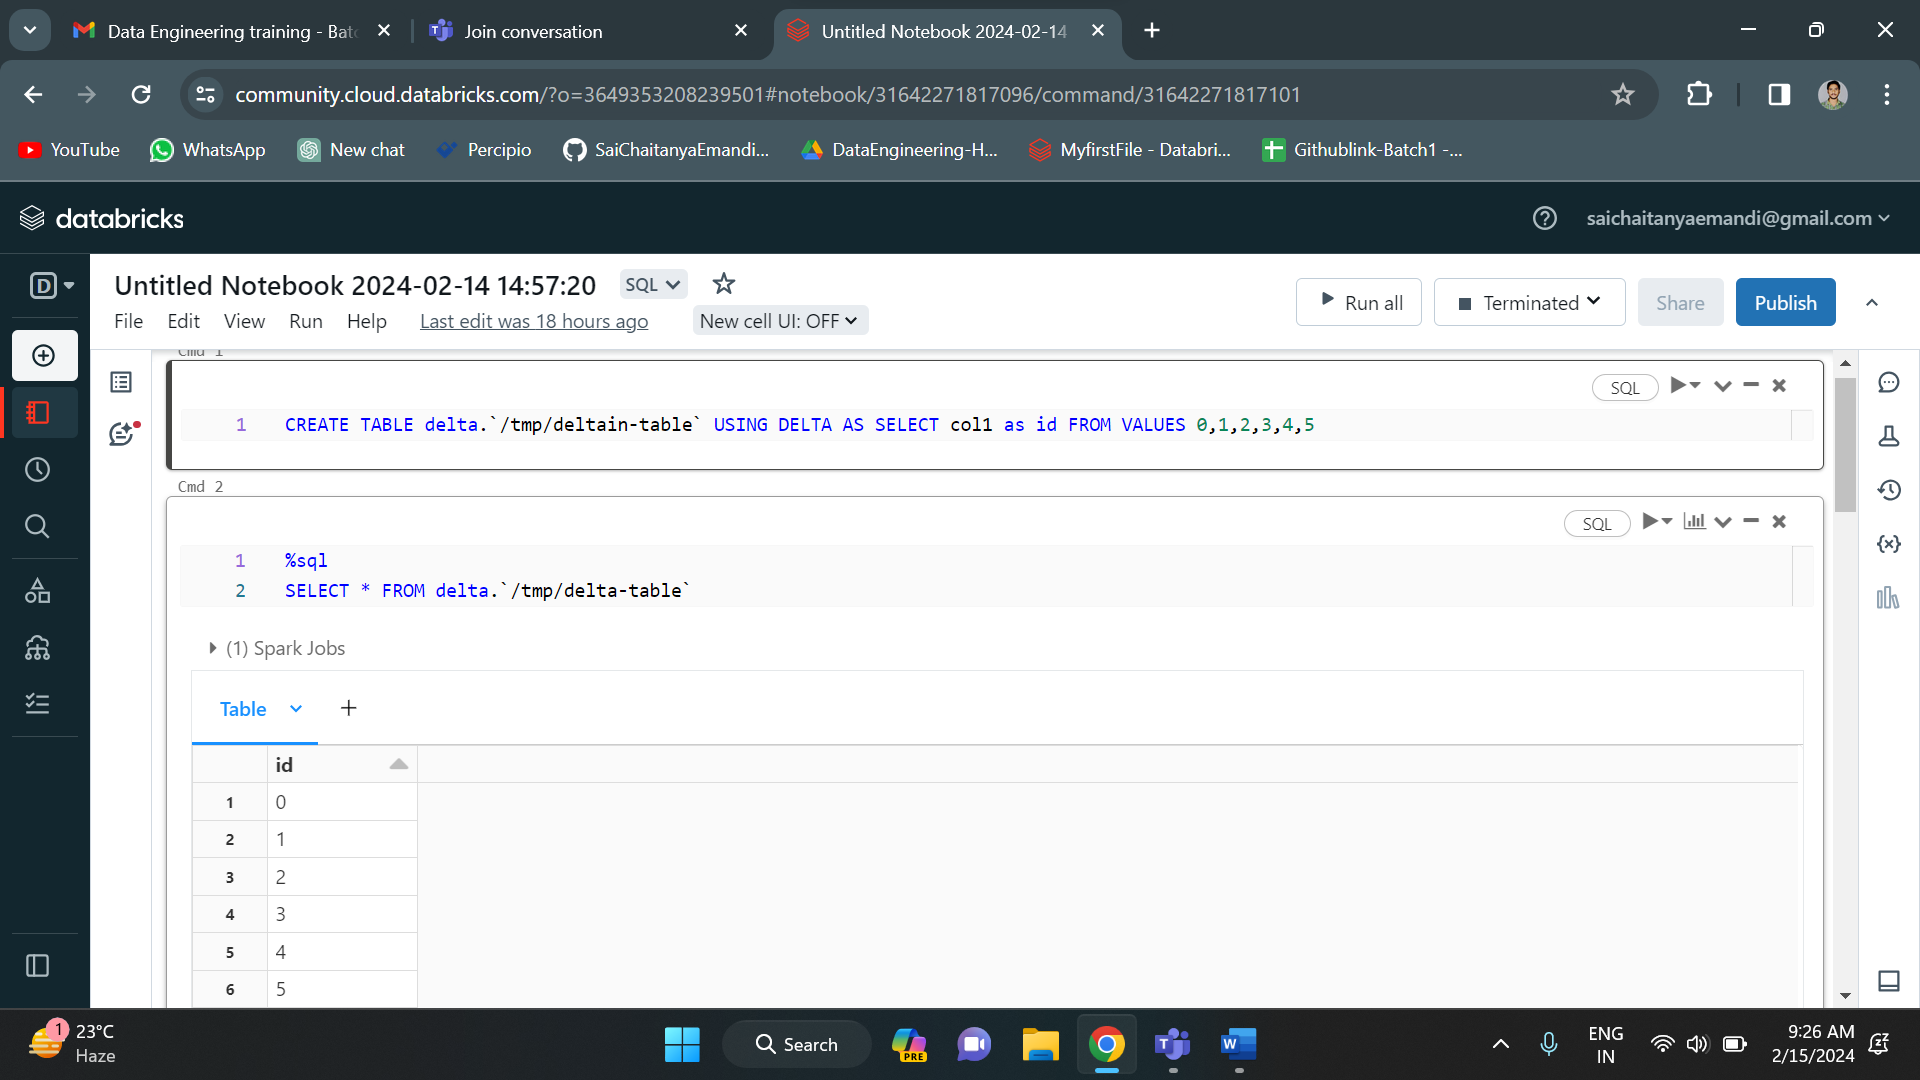 Data Engineering training - Batc
Join conversation
Untitled Notebook 2024-02-14
community.cloud.databricks.com/?o=3649353208239501#notebook/31642271817096/command/31642271817101
YouTube
WhatsApp
New chat
Percipio
SaiChaitanyaEmandi...
DataEngineering-H...
MyfirstFile - Databri...
Githublink-Batch1 -...
databricks
saichaitanyaemandi@gmail.com
D
Untitled Notebook 2024-02-14 14:57:20
SQL
File
Edit
View
Run
Help
Last edit was 18 hours ago
New cell UI: OFF
Run all
Terminated
Share
Publish
Cmd 1
SQL
1 CREATE TABLE delta.`/tmp/deltain-table` USING DELTA AS SELECT col1 as id FROM VALUES 0,1,2,3,4,5
Cmd 2
SQL
1 %sql
2 SELECT * FROM delta.`/tmp/delta-table`
(1) Spark Jobs
Table
id
1 0
2 1
3 2
4 3
5 4
6 5
1
23°C
Haze
Search
PRE
ENG
IN
9:26 AM
2/15/2024